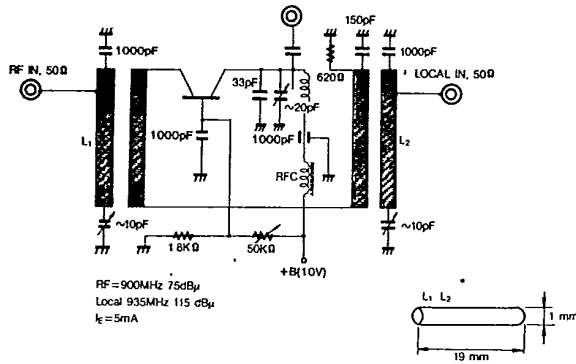 150pF
1000pF
1000pF
RF IN, 50Ω
LOCAL IN, 50Ω
33pF
~20pF
620Ω
1000pF
1000pF
L₁
L₂
RFC
~10pF
~10pF
1.8KΩ
50KΩ
+B(10V)
RF=900MHz 75dBμ
Local 935MHz 115 dBμ
IE=5mA
L₁ L₂
1 mm
19 mm